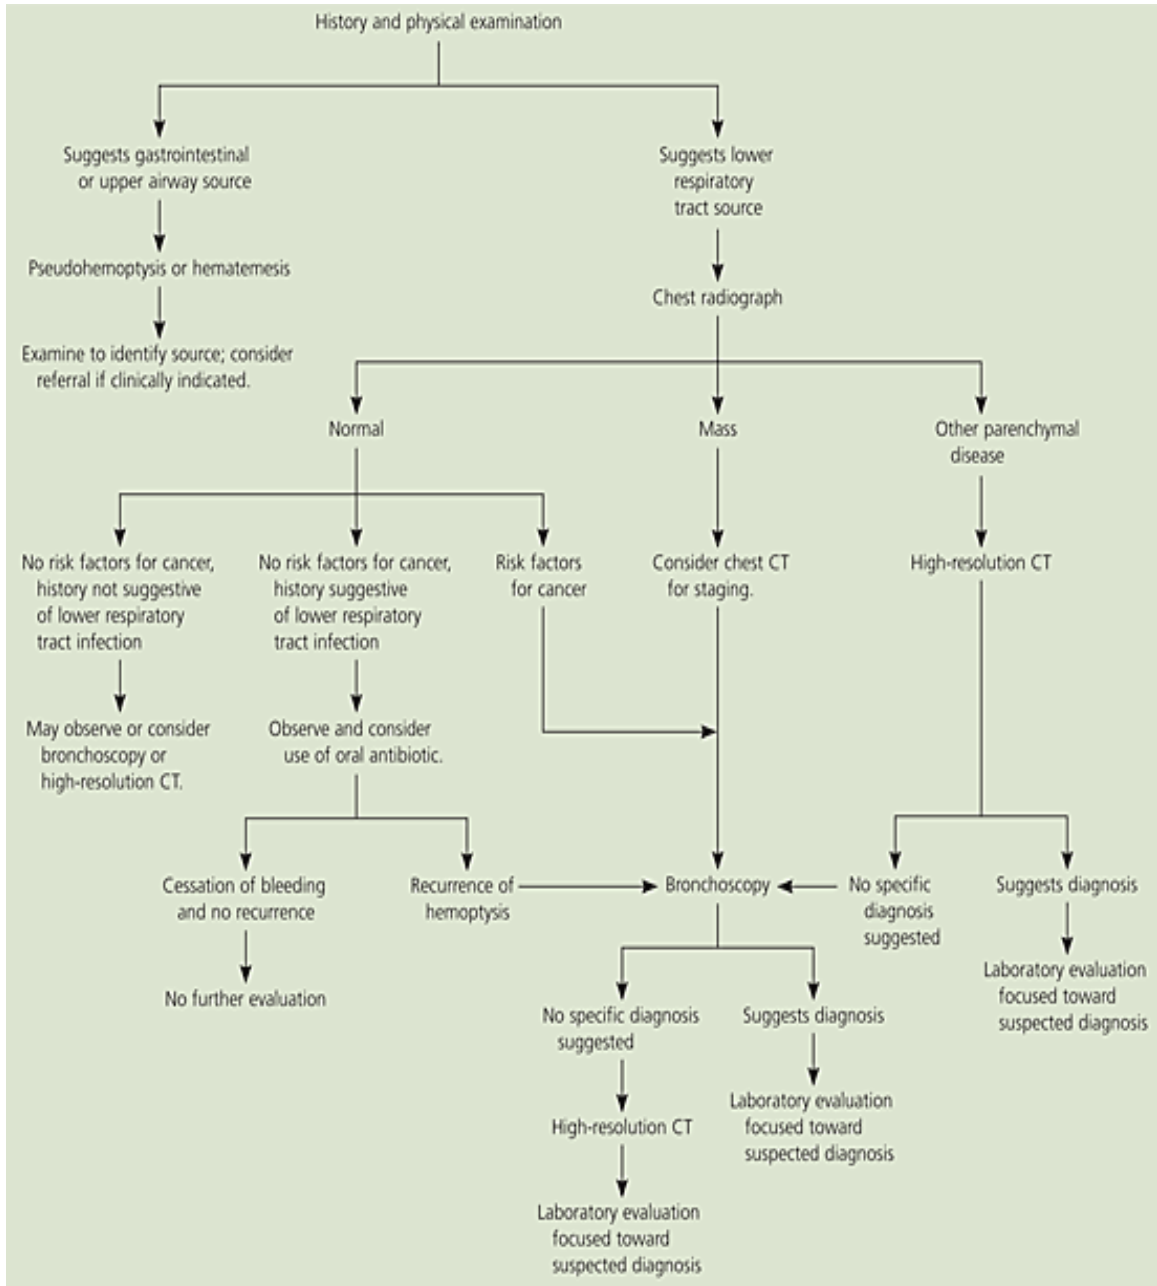 History and physical examination
Suggests gastrointestinal
or upper airway source
Suggests lower
respiratory
tract source
Pseudohemoptysis or hematemesis
Chest radiograph
Examine to identify source; consider
referral if clinically indicated.
Normal
Mass
Other parenchymal
disease
No risk factors for cancer,
history not suggestive
of lower respiratory
tract infection
No risk factors for cancer,
history suggestive
of lower respiratory
tract infection
Risk factors
for cancer
Consider chest CT
for staging.
High-resolution CT
May observe or consider
bronchoscopy or
high-resolution CT.
Observe and consider
use of oral antibiotic.
Cessation of bleeding
and no recurrence
Recurrence of
hemoptysis
Bronchoscopy
No specific
diagnosis
suggested
Suggests diagnosis
No further evaluation
Laboratory evaluation
focused toward
suspected diagnosis
No specific diagnosis
suggested
Suggests diagnosis
High-resolution CT
Laboratory evaluation
focused toward
suspected diagnosis
Laboratory evaluation
focused toward
suspected diagnosis